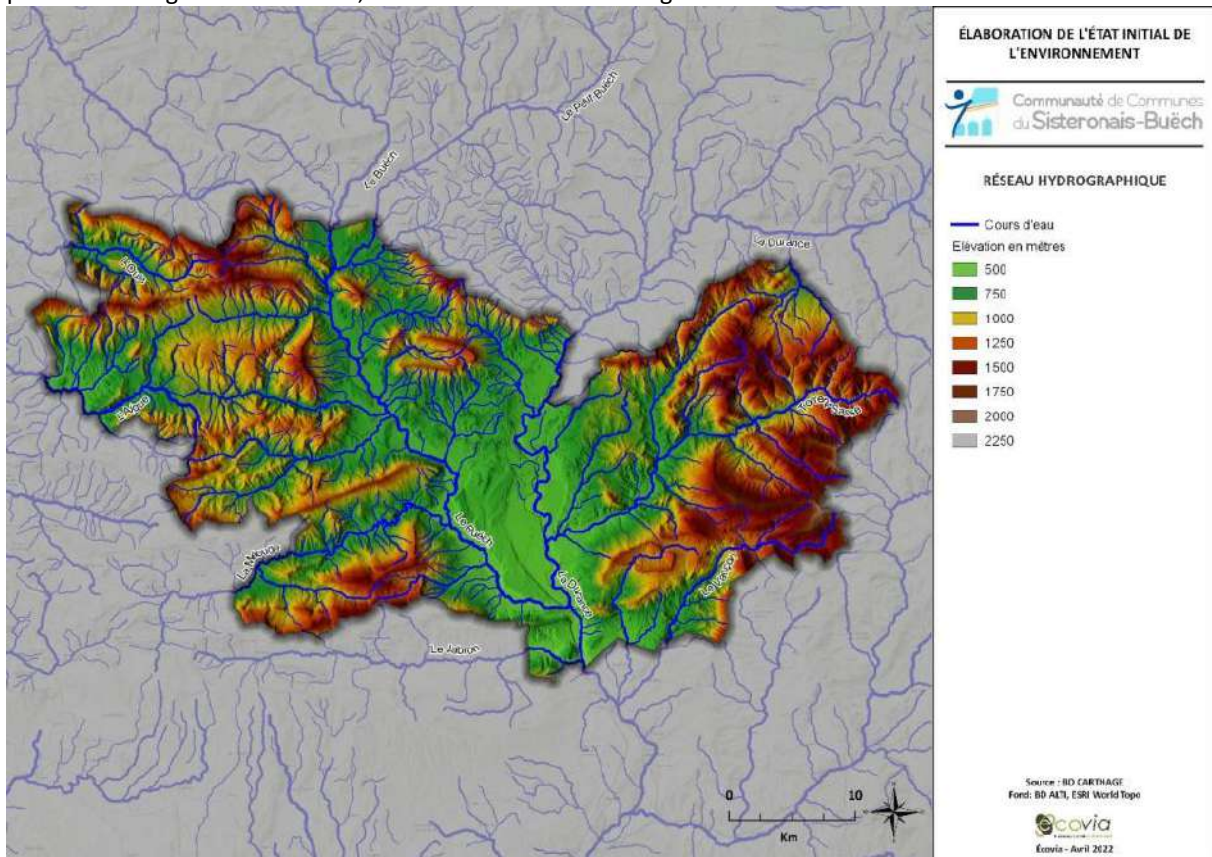 ÉLABORATION DE L'ÉTAT INITIAL DE
L'ENVIRONNEMENT
Communauté de Communes
du Sisteronais-Buëch
RÉSEAU HYDROGRAPHIQUE
Cours d'eau
Elévation en mètres
500
750
1000
1250
1500
1750
2000
2250
Le Petit Buëch
Le Buëch
La Durance
L'Aigue
Le Buëch
La Durance
Le Jabron
0 10
Km
Source : BD CARTHAGE
Fond: BD ALTI, ESRI World Topo
écovia
Écovia - Avril 2022